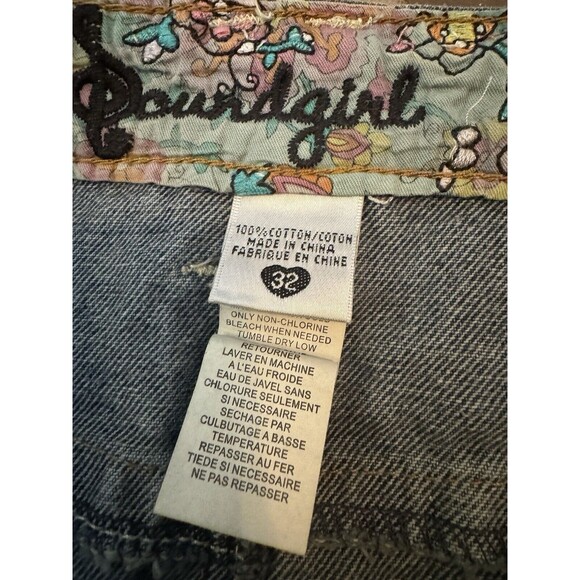 Soundgirl
100% COTTON/COTON
MADE IN CHINA
FABRIQUE EN CHINE
32
ONLY NON-CHLORINE
BLEACH WHEN NEEDED
TUMBLE DRY LOW
RETOURNER
LAVER EN MACHINE
A L'EAU FROIDE
EAU DE JAVEL SANS
CHLORURE SEULEMENT
SI NECESSAIRE
SECHAGE PAR
CULBUTAGE A BASSE
TEMPERATURE
REPASSER AU FER
TIEDE SI NECESSAIRE
NE PAS REPASSER